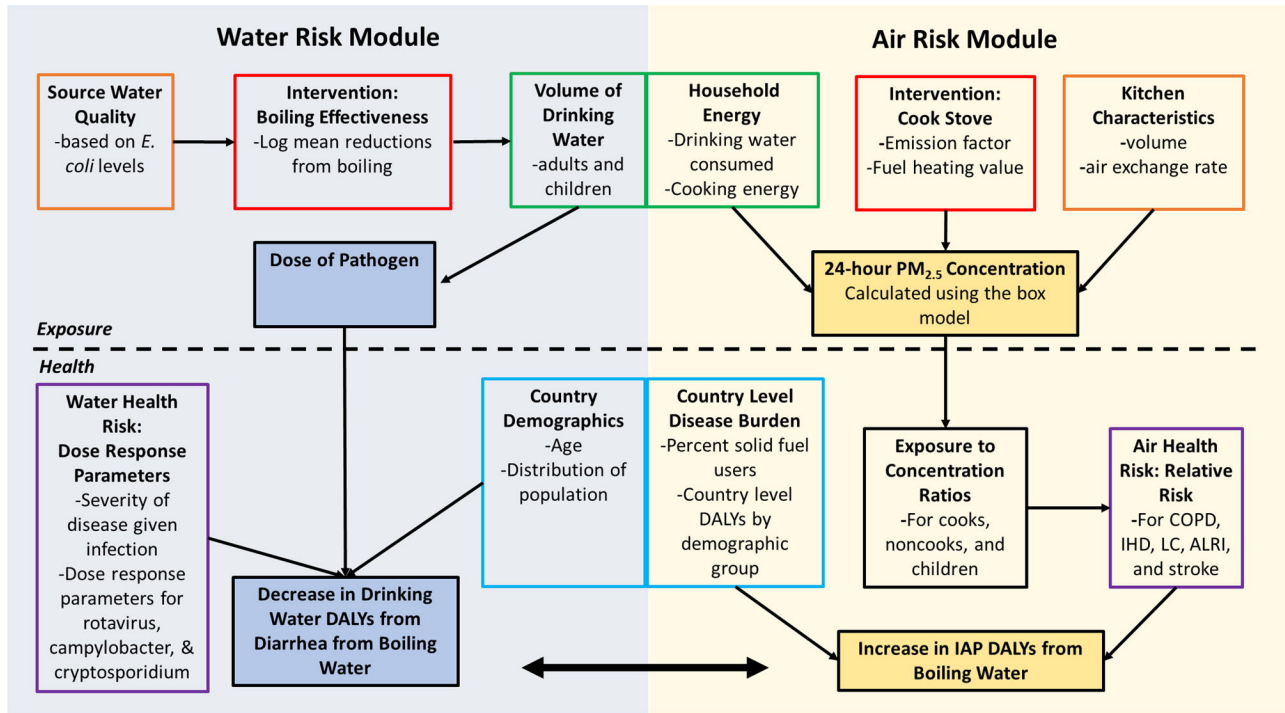 Water Risk Module
Air Risk Module
Source Water
Quality
-based on E.
coli levels
Intervention:
Boiling Effectiveness
-Log mean reductions
from boiling
Volume of
Drinking
Water
-adults and
children
Household
Energy
-Drinking water
consumed
-Cooking energy
Intervention:
Cook Stove
-Emission factor
-Fuel heating value
Kitchen
Characteristics
-volume
-air exchange rate
Dose of Pathogen
24-hour PM2.5 Concentration
Calculated using the box
model
Exposure
Health
Water Health
Risk:
Dose Response
Parameters
-Severity of
disease given
infection
-Dose response
parameters for
rotavirus,
campylobacter, &
cryptosporidium
Country
Demographics
-Age
-Distribution of
population
Country Level
Disease Burden
-Percent solid fuel
users
-Country level
DALYs by
demographic
group
Exposure to
Concentration
Ratios
-For cooks,
noncooks, and
children
Air Health
Risk: Relative
Risk
-For COPD,
IHD, LC, ALRI,
and stroke
Decrease in Drinking
Water DALYs from
Diarrhea from Boiling
Water
Increase in IAP DALYs from
Boiling Water